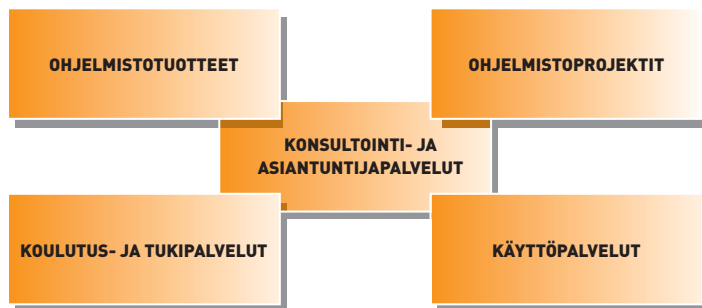 OHJELMISTOTUOTTEET
OHJELMISTOPROJEKTIT
KONSULTOINTI- JA
ASIANTUNTIJAPALVELUT
KOULUTUS- JA TUKIPALVELUT
KÄYTTÖPALVELUT